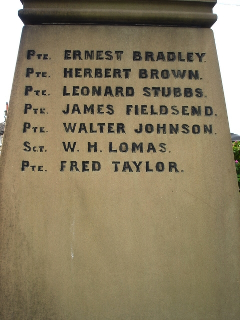 PTE. ERNEST BRADLEY.
PTE. HERBERT BROWN.
PTE. LEONARD STUBBS.
PTE. JAMES FIELDSEND.
PTE. WALTER JOHNSON.
SGT. W. H. LOMAS.
PTE. FRED TAYLOR.